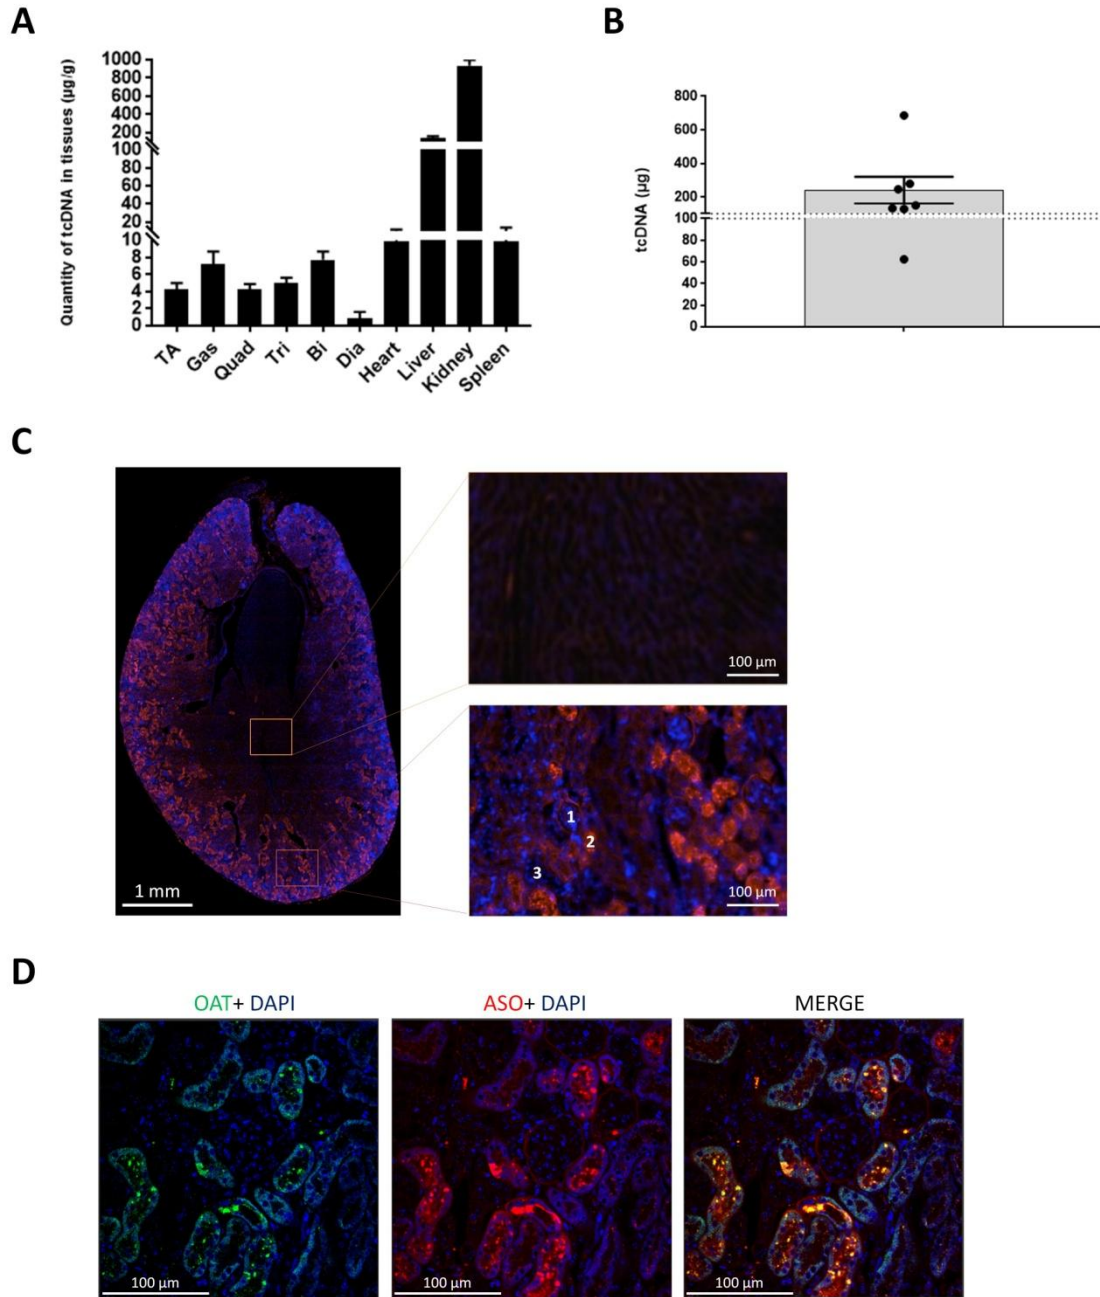 A
Quantity of tcDNA in tissues (µg/g)
1000
800
600
400
200
100
80
60
40
20
10
8
6
4
2
0
TA
Gas
Quad
Tri
Bi
Dia
Heart
Liver
Kidney
Spleen
B
tcDNA (µg)
800
600
400
200
100
80
60
40
20
0
C
1 mm
100 µm
1
2
3
100 µm
D
OAT+ DAPI
ASO+ DAPI
MERGE
100 µm
100 µm
100 µm